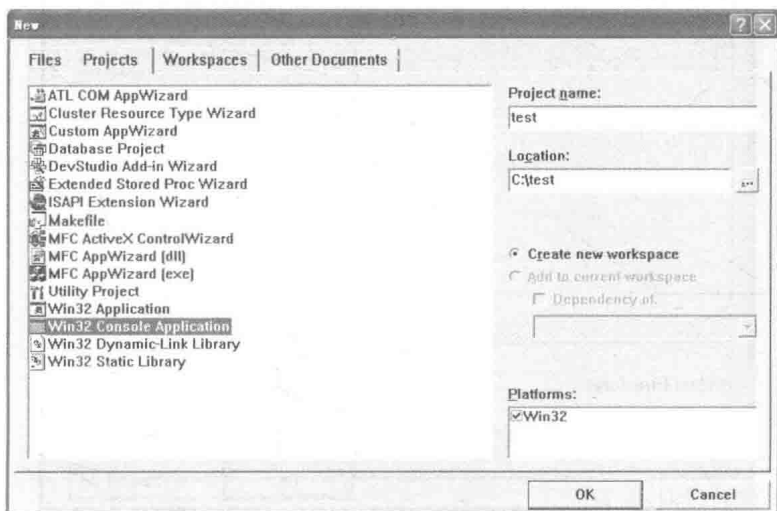 New
Files Projects Workspaces Other Documents
ATL COM AppWizard
Cluster Resource Type Wizard
Custom AppWizard
Database Project
DevStudio Add-in Wizard
Extended Stored Proc Wizard
ISAPI Extension Wizard
Makefile
MFC ActiveX ControlWizard
MFC AppWizard (dll)
MFC AppWizard (exe)
Utility Project
Win32 Application
Win32 Console Application
Win32 Dynamic-Link Library
Win32 Static Library
Project name:
test
Location:
C:\test
...
Create new workspace
Add to current workspace
Dependency of:
Platforms:
Win32
OK Cancel